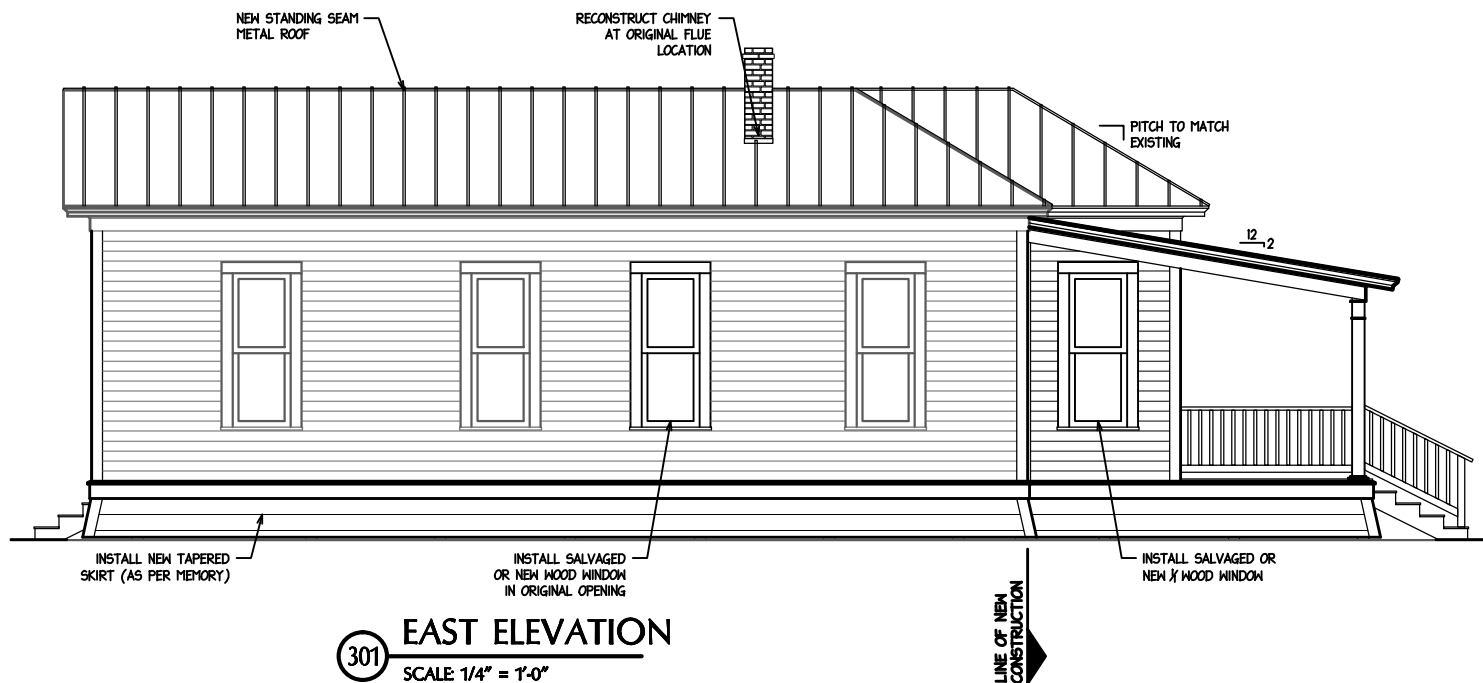 NEW STANDING SEAM
METAL ROOF
RECONSTRUCT CHIMNEY
AT ORIGINAL FLUE
LOCATION
PITCH TO MATCH
EXISTING
12
2
INSTALL NEW TAPERED
SKIRT (AS PER MEMORY)
INSTALL SALVAGED
OR NEW WOOD WINDOW
IN ORIGINAL OPENING
INSTALL SALVAGED OR
NEW WOOD WINDOW
LINE OF NEW
CONSTRUCTION
301
EAST ELEVATION
SCALE: 1/4" = 1'-0"